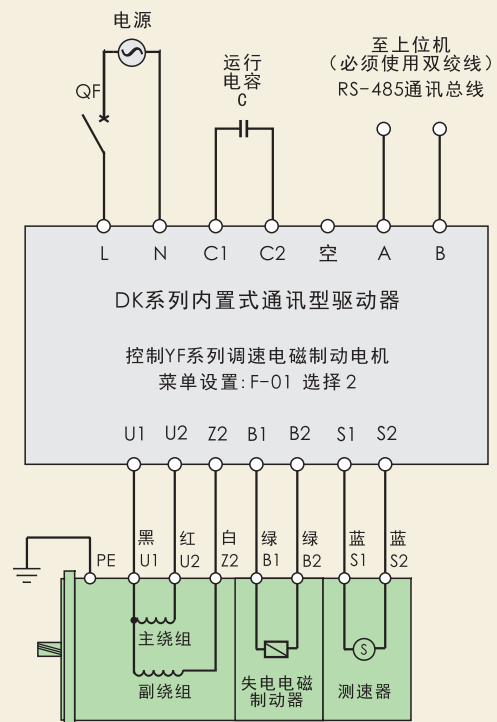 电源
QF
运行
电容
C
至上位机
（必须使用双绞线）
RS-485通讯总线
L N C1 C2 空 A B
DK系列内置式通讯型驱动器
控制YF系列调速电磁制动电机
菜单设置：F-01 选择 2
U1 U2 Z2 B1 B2 S1 S2
黑 红 白 绿 绿 蓝 蓝
PE U1 U2 Z2 B1 B2 S1 S2
主绕组
副绕组
失电电磁
制动器
S
测速器